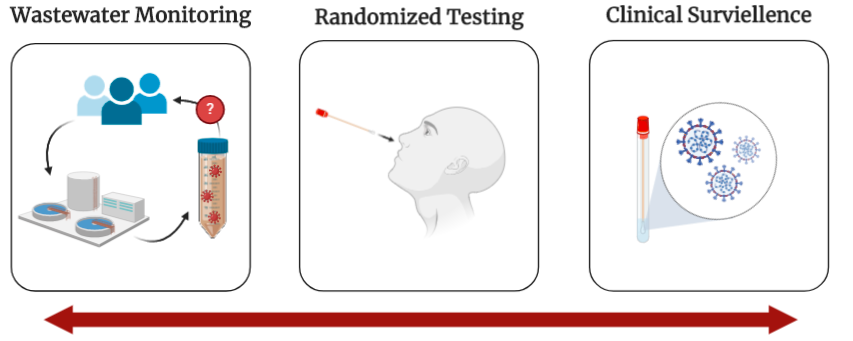 Wastewater Monitoring
Randomized Testing
Clinical Surviellence
?